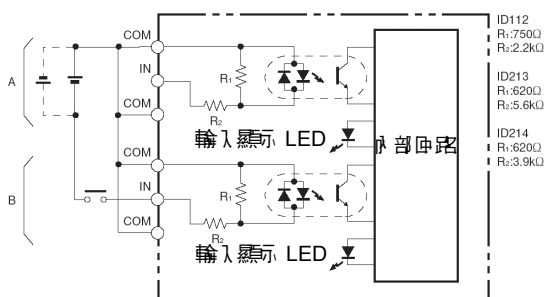 COM
IN
COM
A
R₁
R₂
輸入顯示 LED
COM
IN
COM
B
R₁
R₂
輸入顯示 LED
內部回路
ID112
R₁:750Ω
R₂:2.2kΩ
ID213
R₁:620Ω
R₂:5.6kΩ
ID214
R₁:620Ω
R₂:3.9kΩ